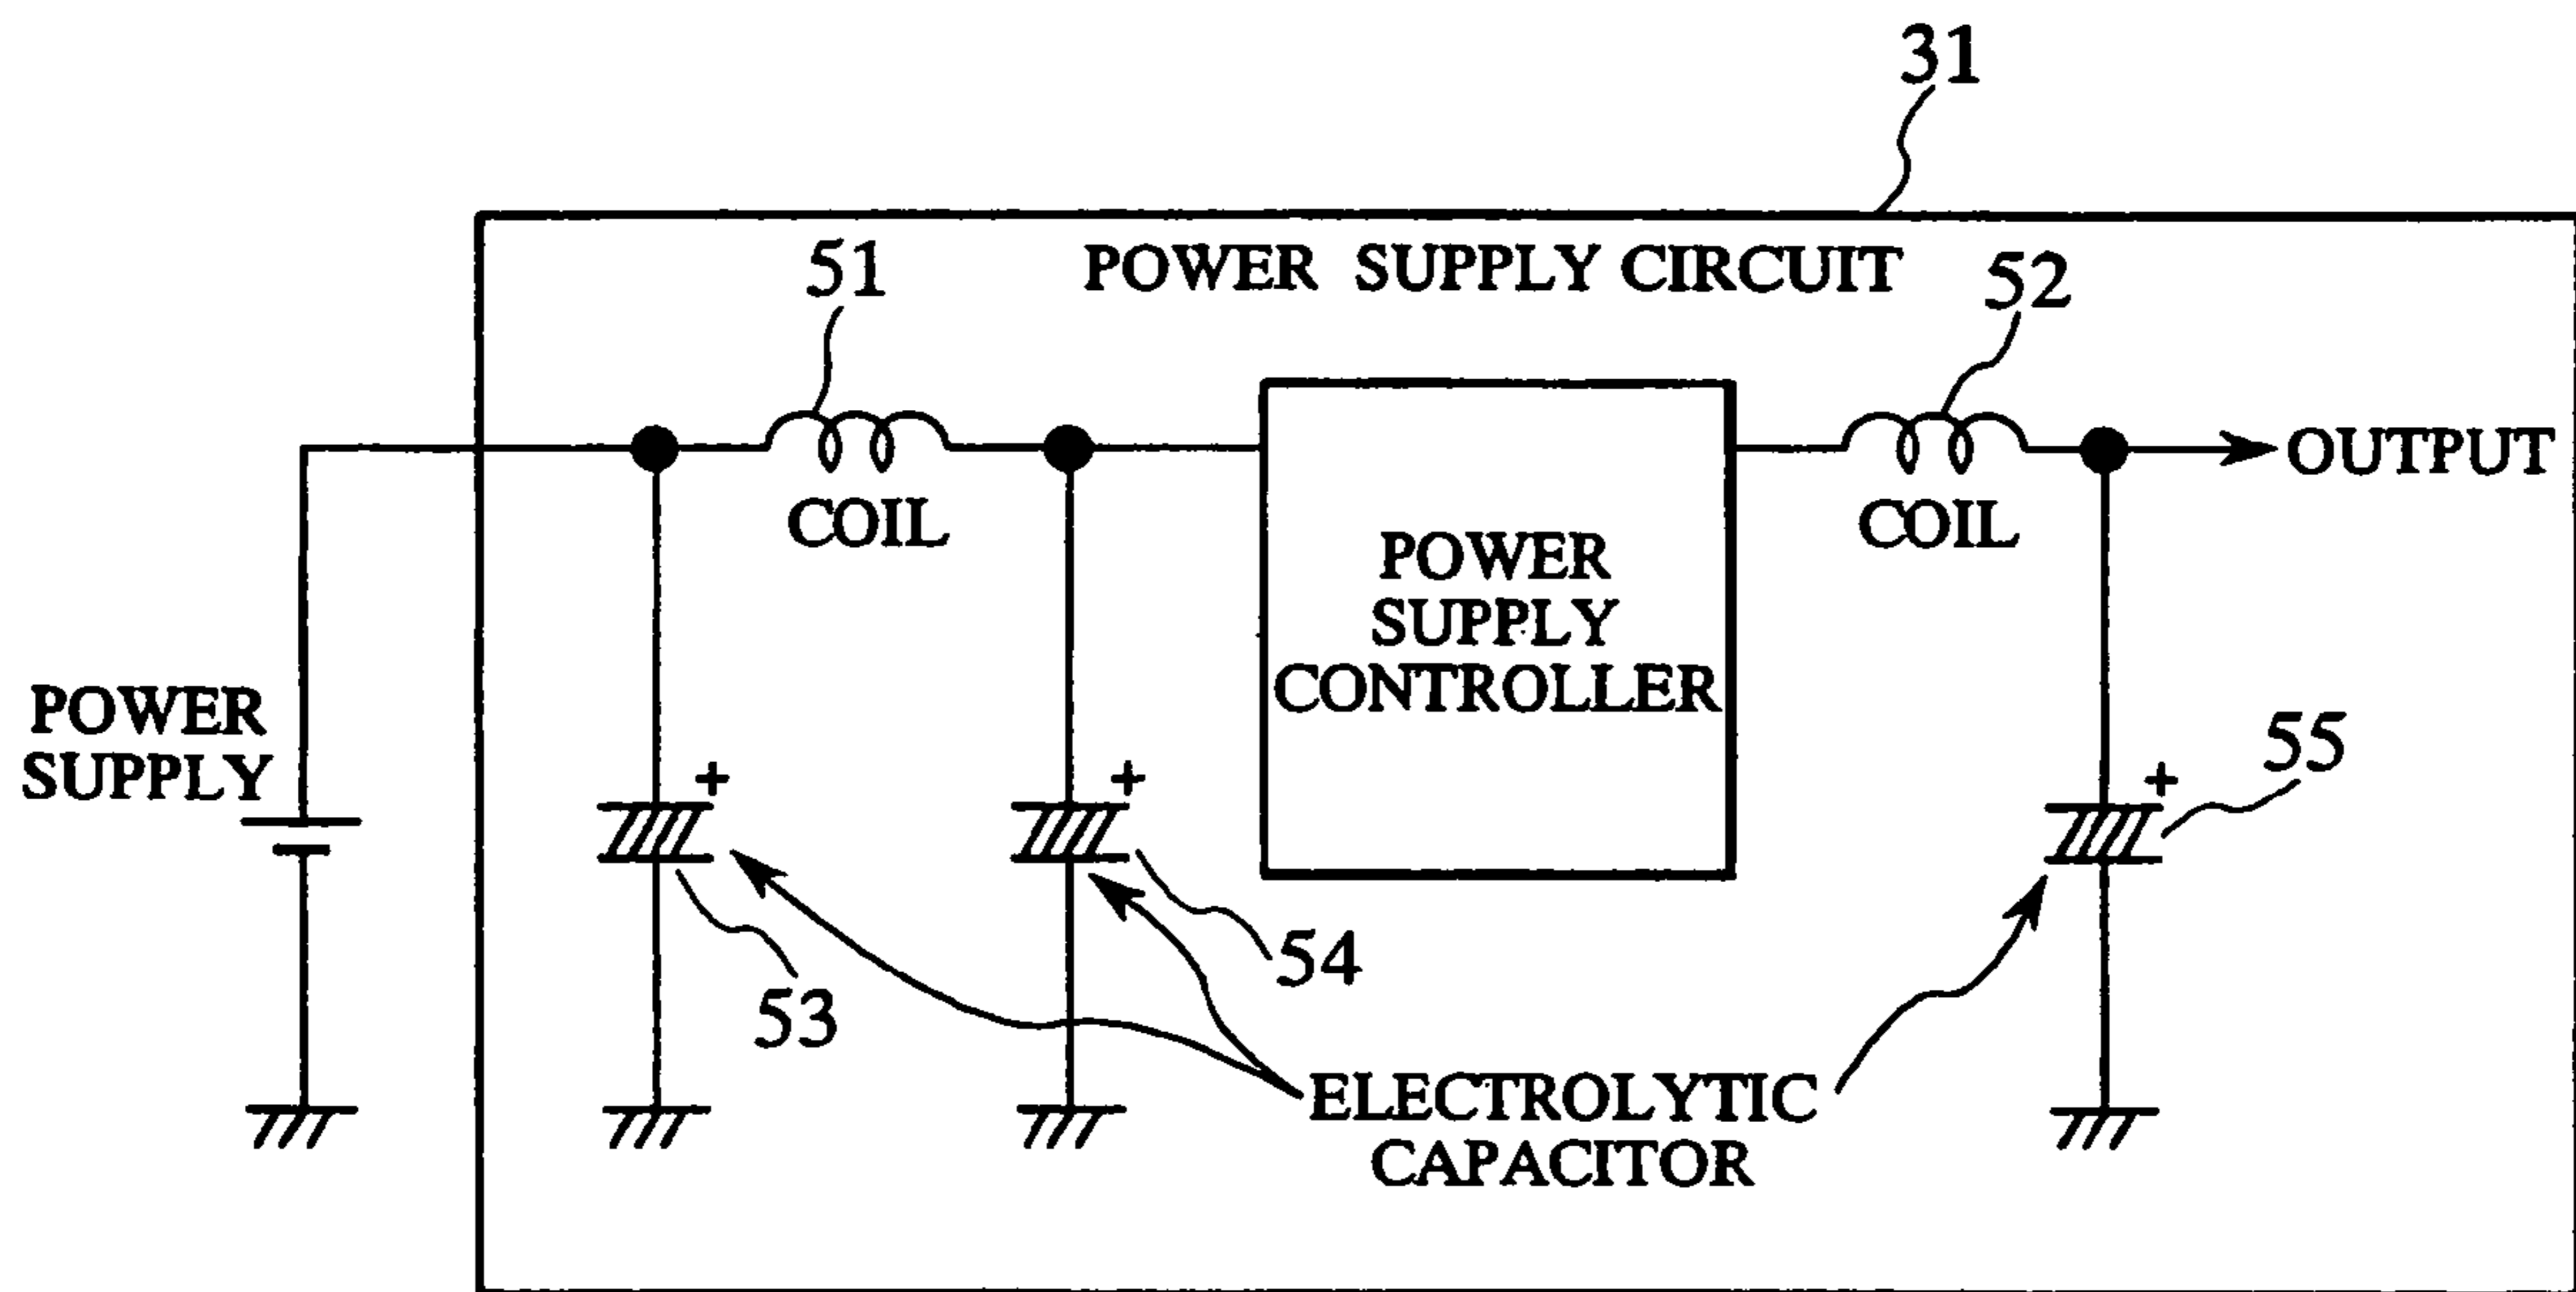 31
POWER SUPPLY CIRCUIT
51
52
COIL
COIL
OUTPUT
POWER
SUPPLY
CONTROLLER
POWER
SUPPLY
+
+
+
55
53
54
ELECTROLYTIC
CAPACITOR